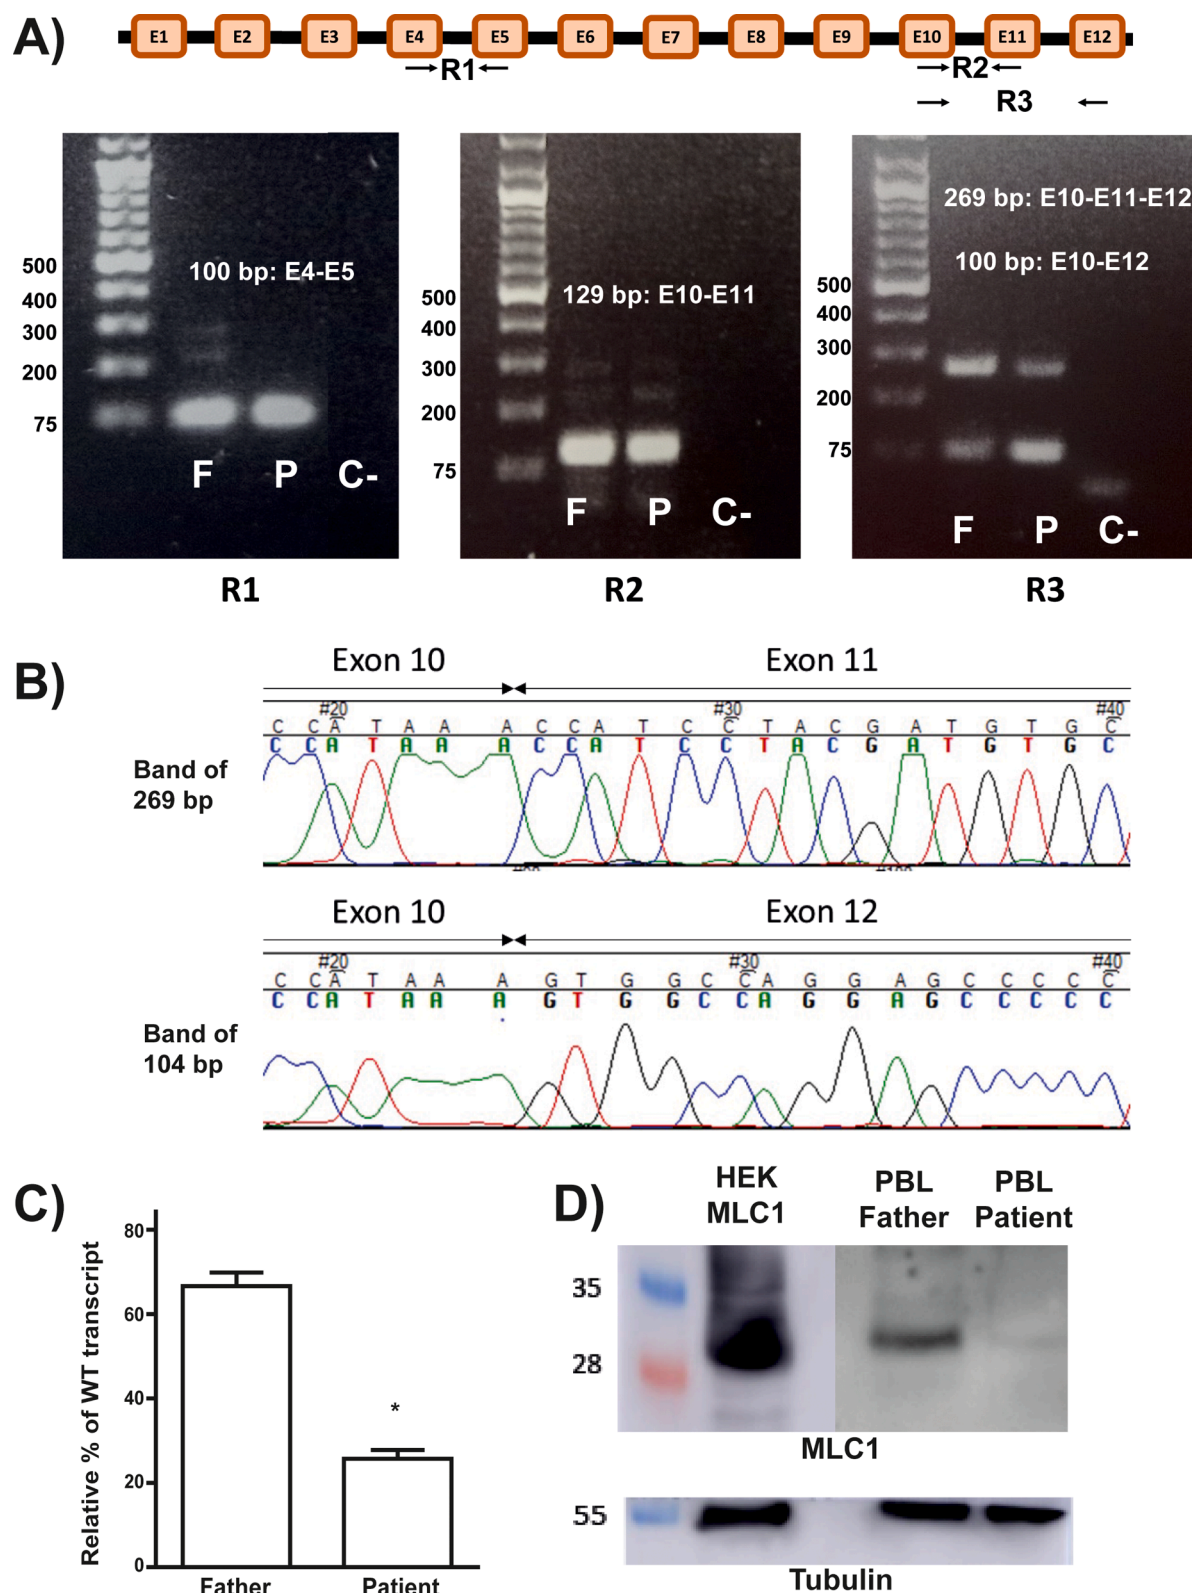 A)
E1 E2 E3 E4 E5 E6 E7 E8 E9 E10 E11 E12
R1 R2
R3
500
400
300
200
75
100 bp: E4-E5
F P C-
R1
500
400
300
200
75
129 bp: E10-E11
F P C-
R2
500
400
300
200
75
269 bp: E10-E11-E12
100 bp: E10-E12
F P C-
R3
B)
Exon 10 Exon 11
#20 #30 #40
C C A T A A A C C A T C C T A C G A T G T G C
C C A T A A A C C A T C C T A C G A T G T G C
Band of
269 bp
Exon 10 Exon 12
#20 #30 #40
C C A T A A A G T G G C C A G G A G C C C C C
C C A T A A A G T G G C C A G G A G C C C C C
Band of
104 bp
C)
Relative % of WT transcript
80
60
40
20
0
*
Father Patient
D)
HEK
MLC1
PBL
Father
PBL
Patient
35
28
MLC1
55
Tubulin